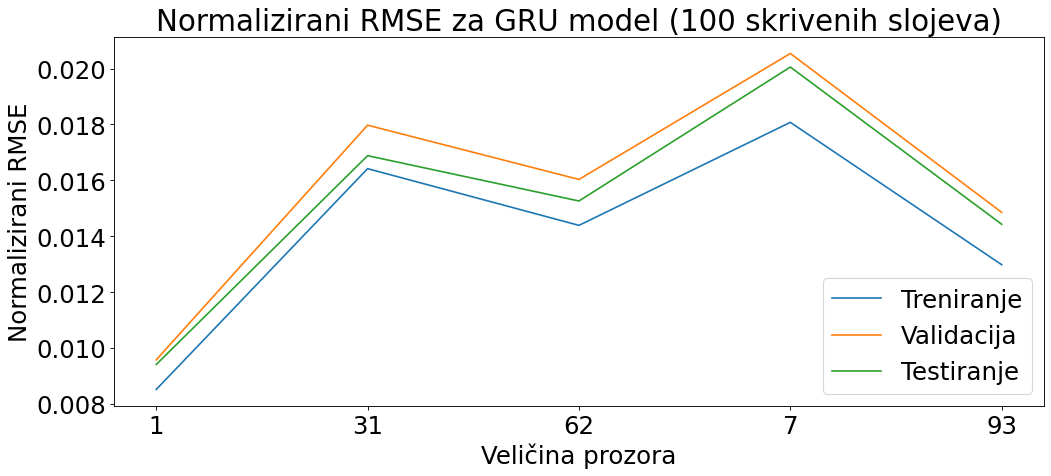 Normalizirani RMSE za GRU model (100 skrivenih slojeva)
Normalizirani RMSE
0.020
0.018
0.016
0.014
0.012
0.010
0.008
1 31 62 7 93
Veličina prozora
Treniranje
Validacija
Testiranje